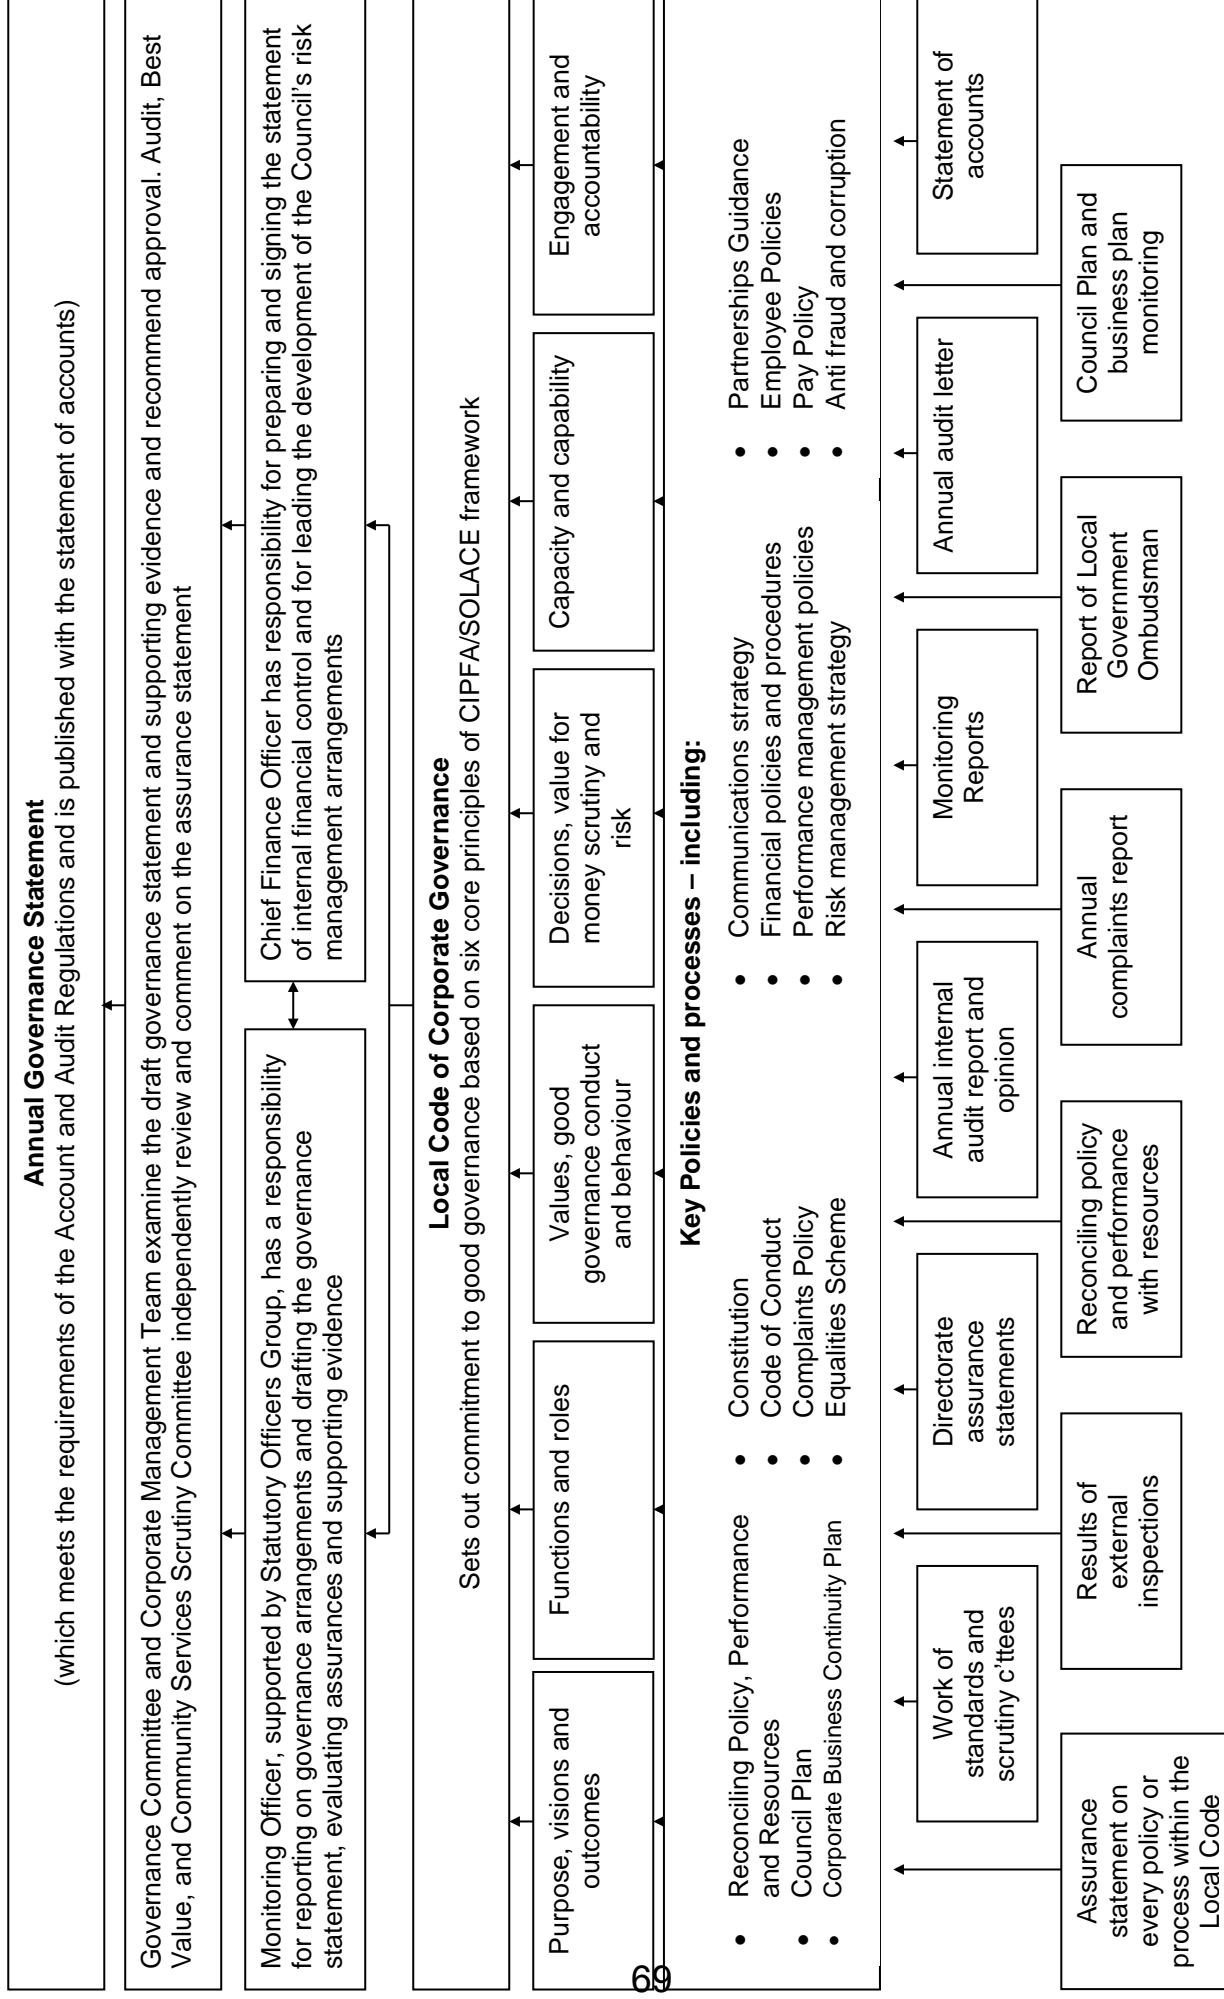 Annual Governance Statement
(which meets the requirements of the Account and Audit Regulations and is published with the statement of accounts)
Governance Committee and Corporate Management Team examine the draft governance statement and supporting evidence and recommend approval. Audit, Best
Value, and Community Services Scrutiny Committee independently review and comment on the assurance statement
Monitoring Officer, supported by Statutory Officers Group, has a responsibility
for reporting on governance arrangements and drafting the governance
statement, evaluating assurances and supporting evidence
Chief Finance Officer has responsibility for preparing and signing the statement
of internal financial control and for leading the development of the Council's risk
management arrangements
Local Code of Corporate Governance
Sets out commitment to good governance based on six core principles of CIPFA/SOLACE framework
Purpose, visions and
outcomes
Functions and roles
Values, good
governance conduct
and behaviour
Decisions, value for
money scrutiny and
risk
Capacity and capability
Engagement and
accountability
Key Policies and processes – including:
• Reconciling Policy, Performance
and Resources
• Council Plan
• Corporate Business Continuity Plan
• Constitution
• Code of Conduct
• Complaints Policy
• Equalities Scheme
• Communications strategy
• Financial policies and procedures
• Performance management policies
• Risk management strategy
• Partnerships Guidance
• Employee Policies
• Pay Policy
• Anti fraud and corruption
Work of
standards and
scrutiny c'ttees
Directorate
assurance
statements
Annual internal
audit report and
opinion
Monitoring
Reports
Annual audit letter
Statement of
accounts
Assurance
statement on
every policy or
process within the
Local Code
Results of
external
inspections
Reconciling policy
and performance
with resources
Annual
complaints report
Report of Local
Government
Ombudsman
Council Plan and
business plan
monitoring
69